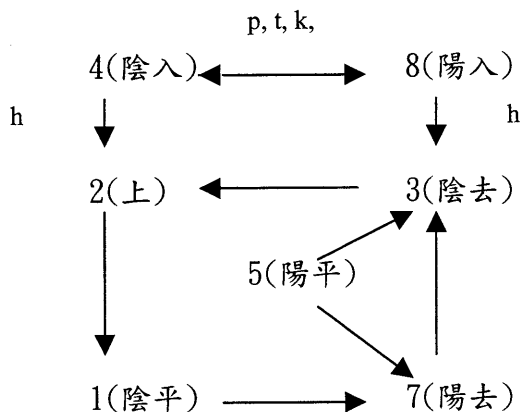 p, t, k,
4(陰入) 8(陽入)
h h
2(上) 3(陰去)
5(陽平)
1(陰平) 7(陽去)